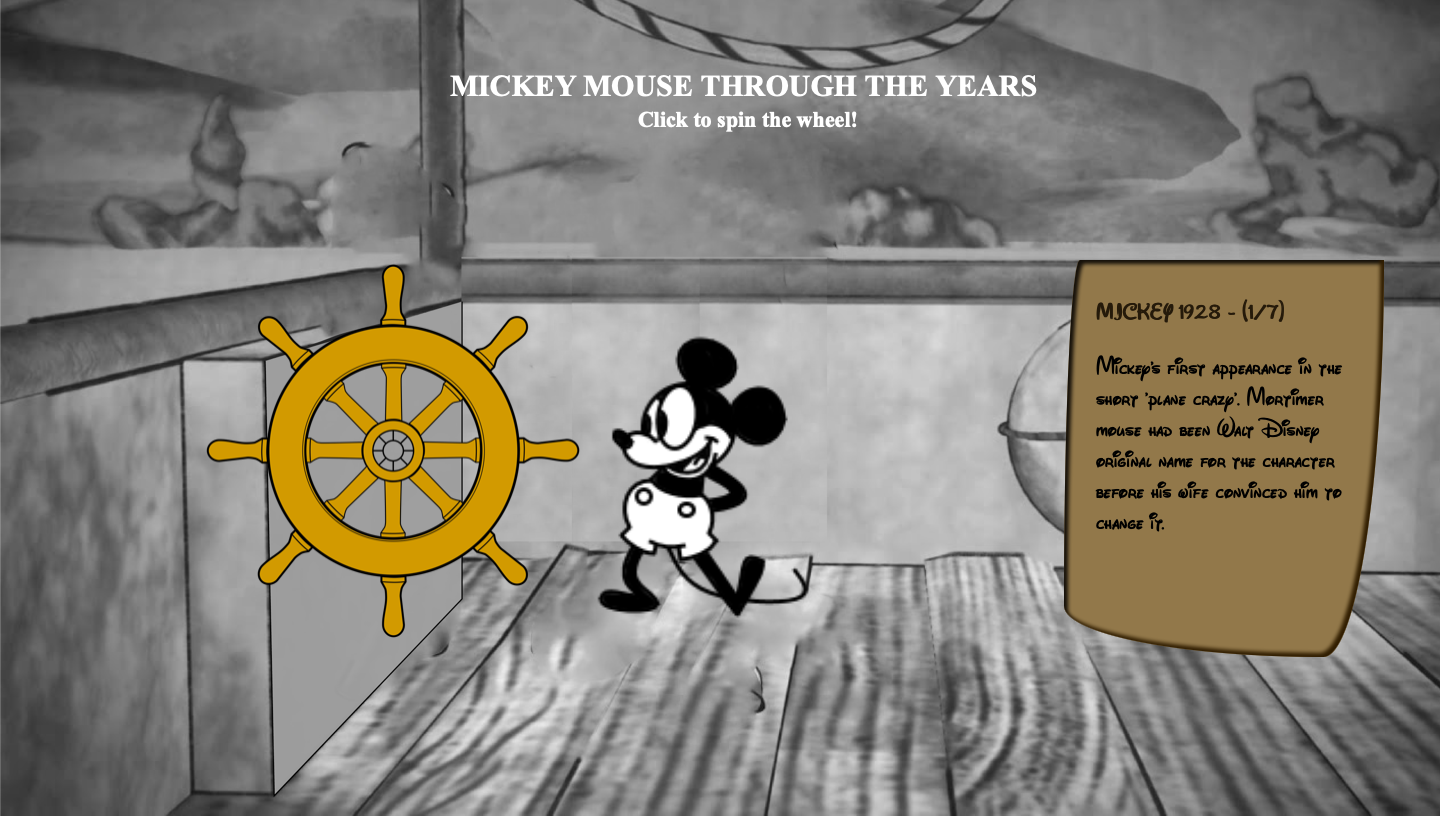 MICKEY MOUSE THROUGH THE YEARS
Click to spin the wheel!
MICKEY 1928 - (1/7)
Mickey's first appearance in the
short 'plane crazy'. Mortimer
mouse had been Walt Disney
original name for the character
before his wife convinced him to
change it.